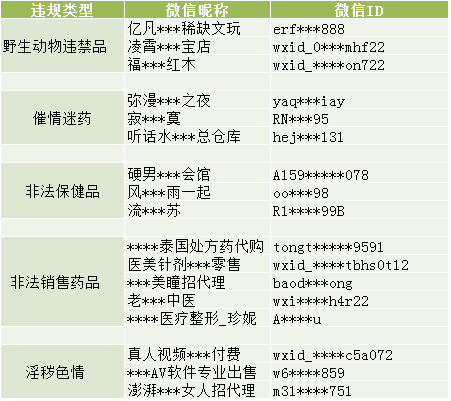 违规类型 微信昵称 微信ID
野生动物违禁品
亿凡***稀缺文玩 erf***888
凌霄***宝店 wxid_0***mhf22
福***红木 wxid_****on722
催情迷药
弥漫***之夜 yaq***iay
寂***寞 RN***95
听话水***总仓库 hej***131
非法保健品
硬男***会馆 A159*****078
风***雨一起 oo***98
流***苏 R1****99B
非法销售药品
****泰国处方药代购 tongt*****9591
医美针剂***零售 wxid_****tbhs0t12
***美瞳招代理 baod***ong
老***中医 wxi****h4r22
****医疗整形_珍妮 A****u
淫秽色情
真人视频***付费 wxid_****c5a072
***AV软件专业出售 w6****859
澎湃***女人招代理 m31****751